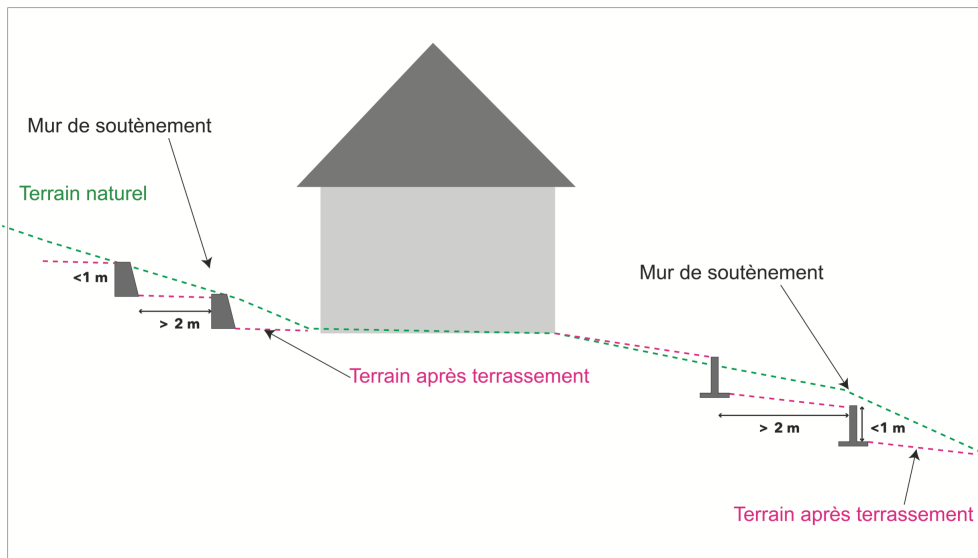 Mur de soutènement
Terrain naturel
<1 m
> 2 m
Terrain après terrassement
Mur de soutènement
> 2 m
<1 m
Terrain après terrassement